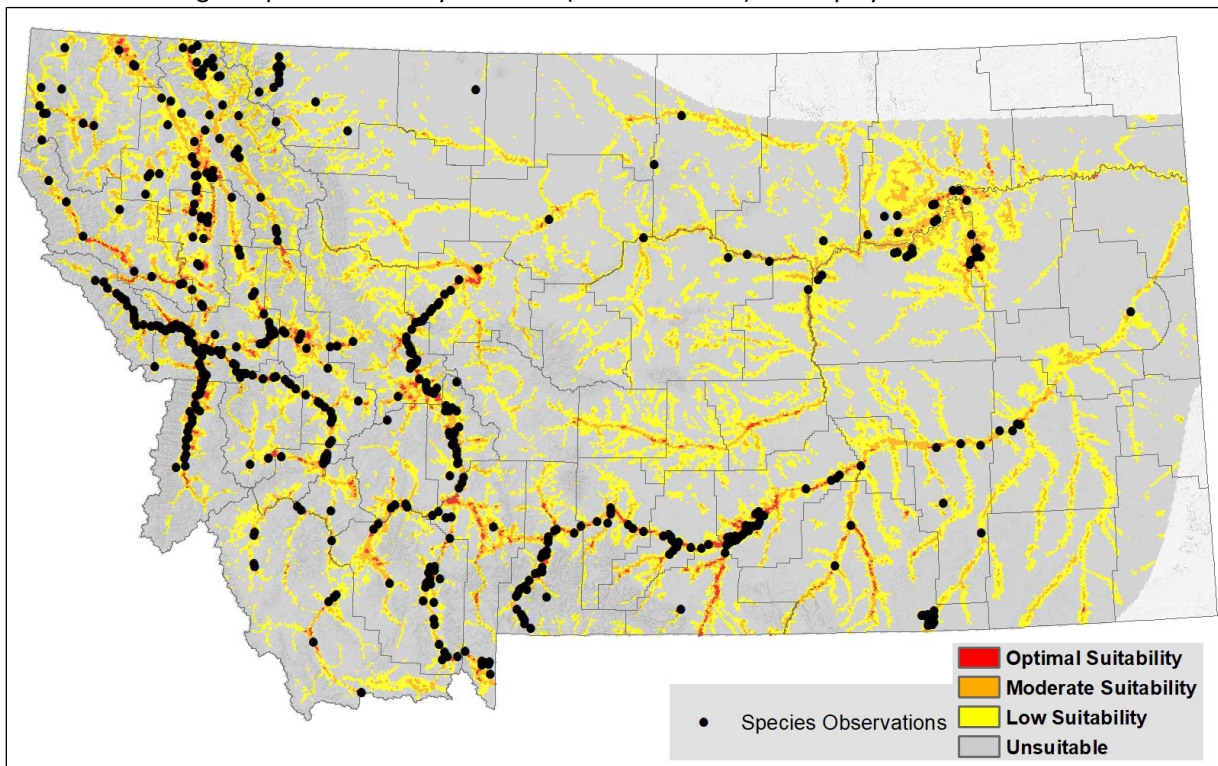 Species Observations
Optimal Suitability
Moderate Suitability
Low Suitability
Unsuitable